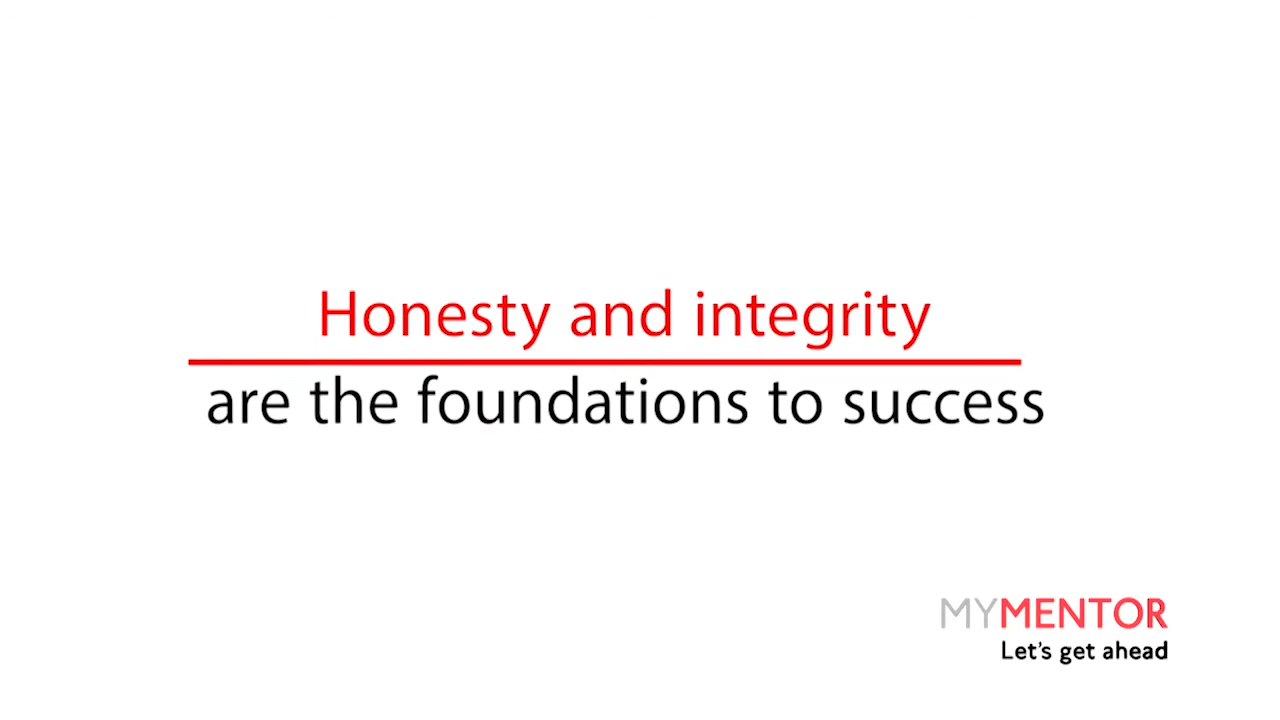 Honesty and integrity
are the foundations to success
MYMENTOR
Let's get ahead